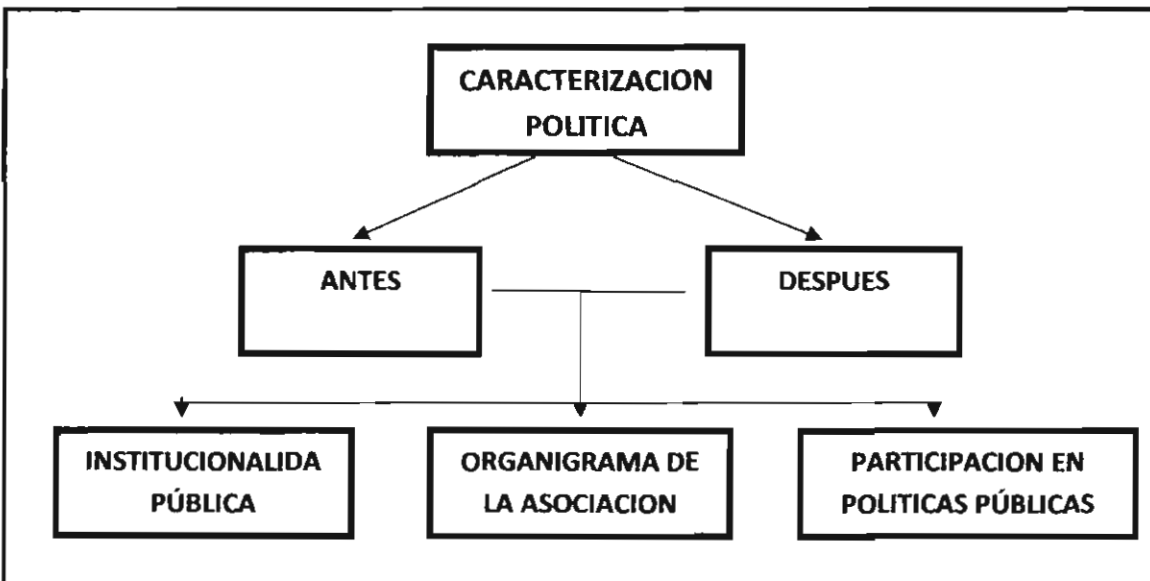 CARACTERIZACION
POLITICA
ANTES
DESPUES
INSTITUCIONALIDA
PÚBLICA
ORGANIGRAMA DE
LA ASOCIACION
PARTICIPACION EN
POLITICAS PÚBLICAS